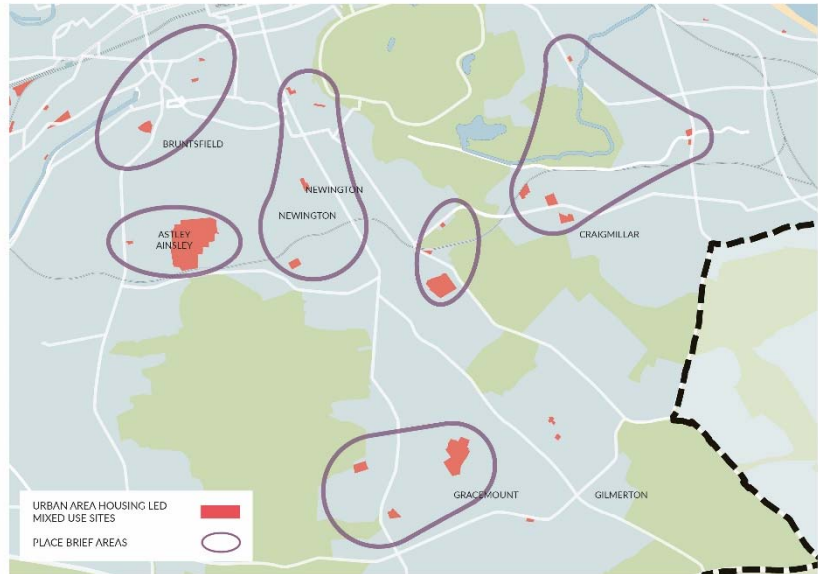 BRUNTSFIELD
NEWINGTON
NEWINGTON
ASTLEY
AINSLEY
CRAIGMILLAR
GRACEMOUNT
GILMERTON
URBAN AREA HOUSING LED
MIXED USE SITES
PLACE BRIEF AREAS